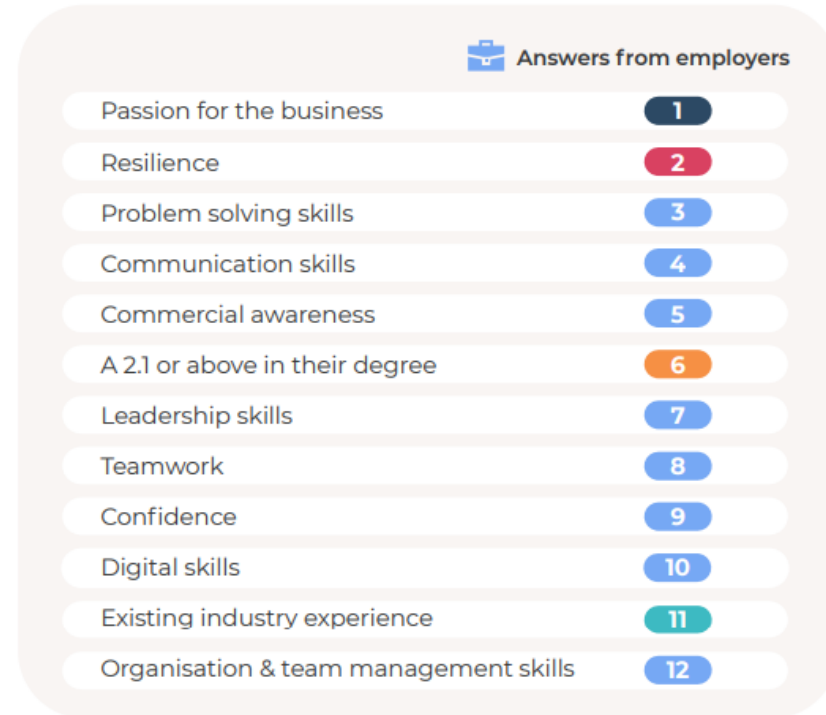 Answers from employers
Passion for the business 1
Resilience 2
Problem solving skills 3
Communication skills 4
Commercial awareness 5
A 2.1 or above in their degree 6
Leadership skills 7
Teamwork 8
Confidence 9
Digital skills 10
Existing industry experience 11
Organisation & team management skills 12